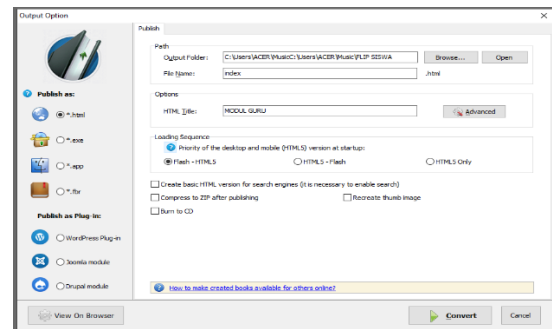 Output Option
Publish as:
*.html
*.exe
*.app
*.fbr
Publish as Plug-in:
WordPress Plug-in
Joomla module
Drupal module
View On Browser
Publish
Path
Output Folder: C:\Users\ACER\MusicC:\Users\ACER\Music\FLIP SISWA Browse... Open
File Name: index .html
Options
HTML Title: MODUL GURU Advanced
Loading Sequence
Priority of the desktop and mobile (HTML5) version at startup:
Flash - HTML5 HTML5 - Flash HTML5 Only
Create basic HTML version for search engines (it is necessary to enable search)
Compress to ZIP after publishing Recreate thumb image
Burn to CD
How to make created books available for others online?
Convert Cancel